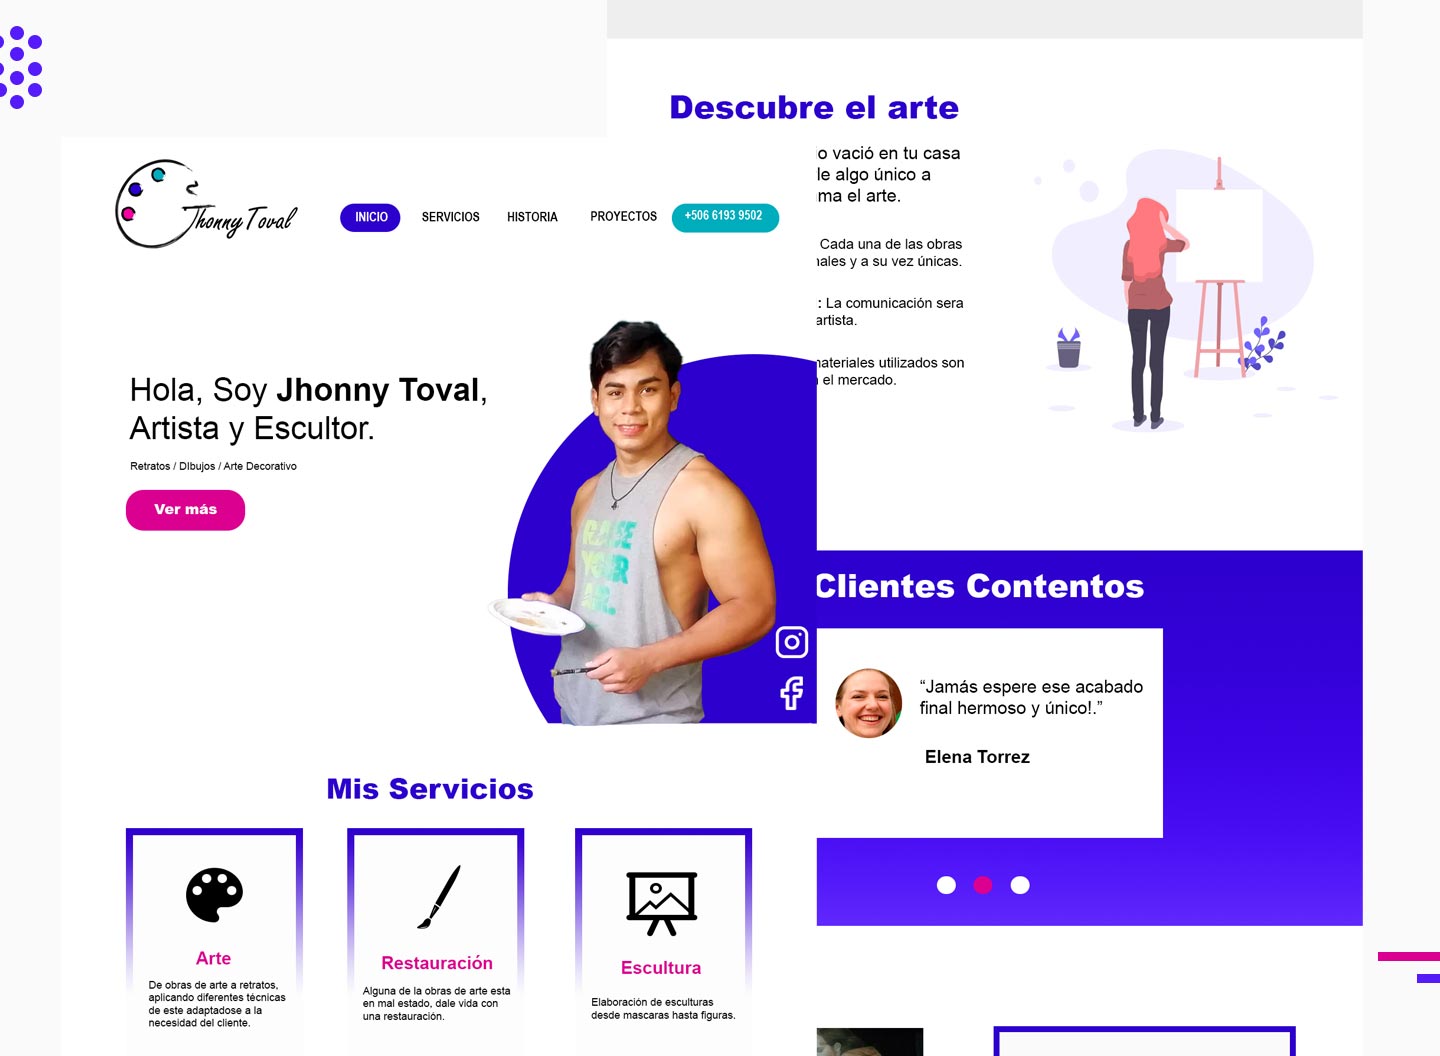 Jhonny Toval
INICIO
SERVICIOS
HISTORIA
PROYECTOS
+506 6193 9502
Hola, Soy Jhonny Toval,
Artista y Escultor.
Retratos / DIbujos / Arte Decorativo
Ver más
Mis Servicios
Arte
De obras de arte a retratos,
aplicando diferentes técnicas
de este adaptadose a la
necesidad del cliente.
Restauración
Alguna de la obras de arte esta
en mal estado, dale vida con
una restauración.
Escultura
Elaboración de esculturas
desde mascaras hasta figuras.
Descubre el arte
vació en tu casa
de algo único a
ma el arte.
Cada una de las obras
nales y a su vez únicas.
: La comunicación sera
artista.
materiales utilizados son
el mercado.
Clientes Contentos
“Jamás espere ese acabado
final hermoso y único!.”
Elena Torrez